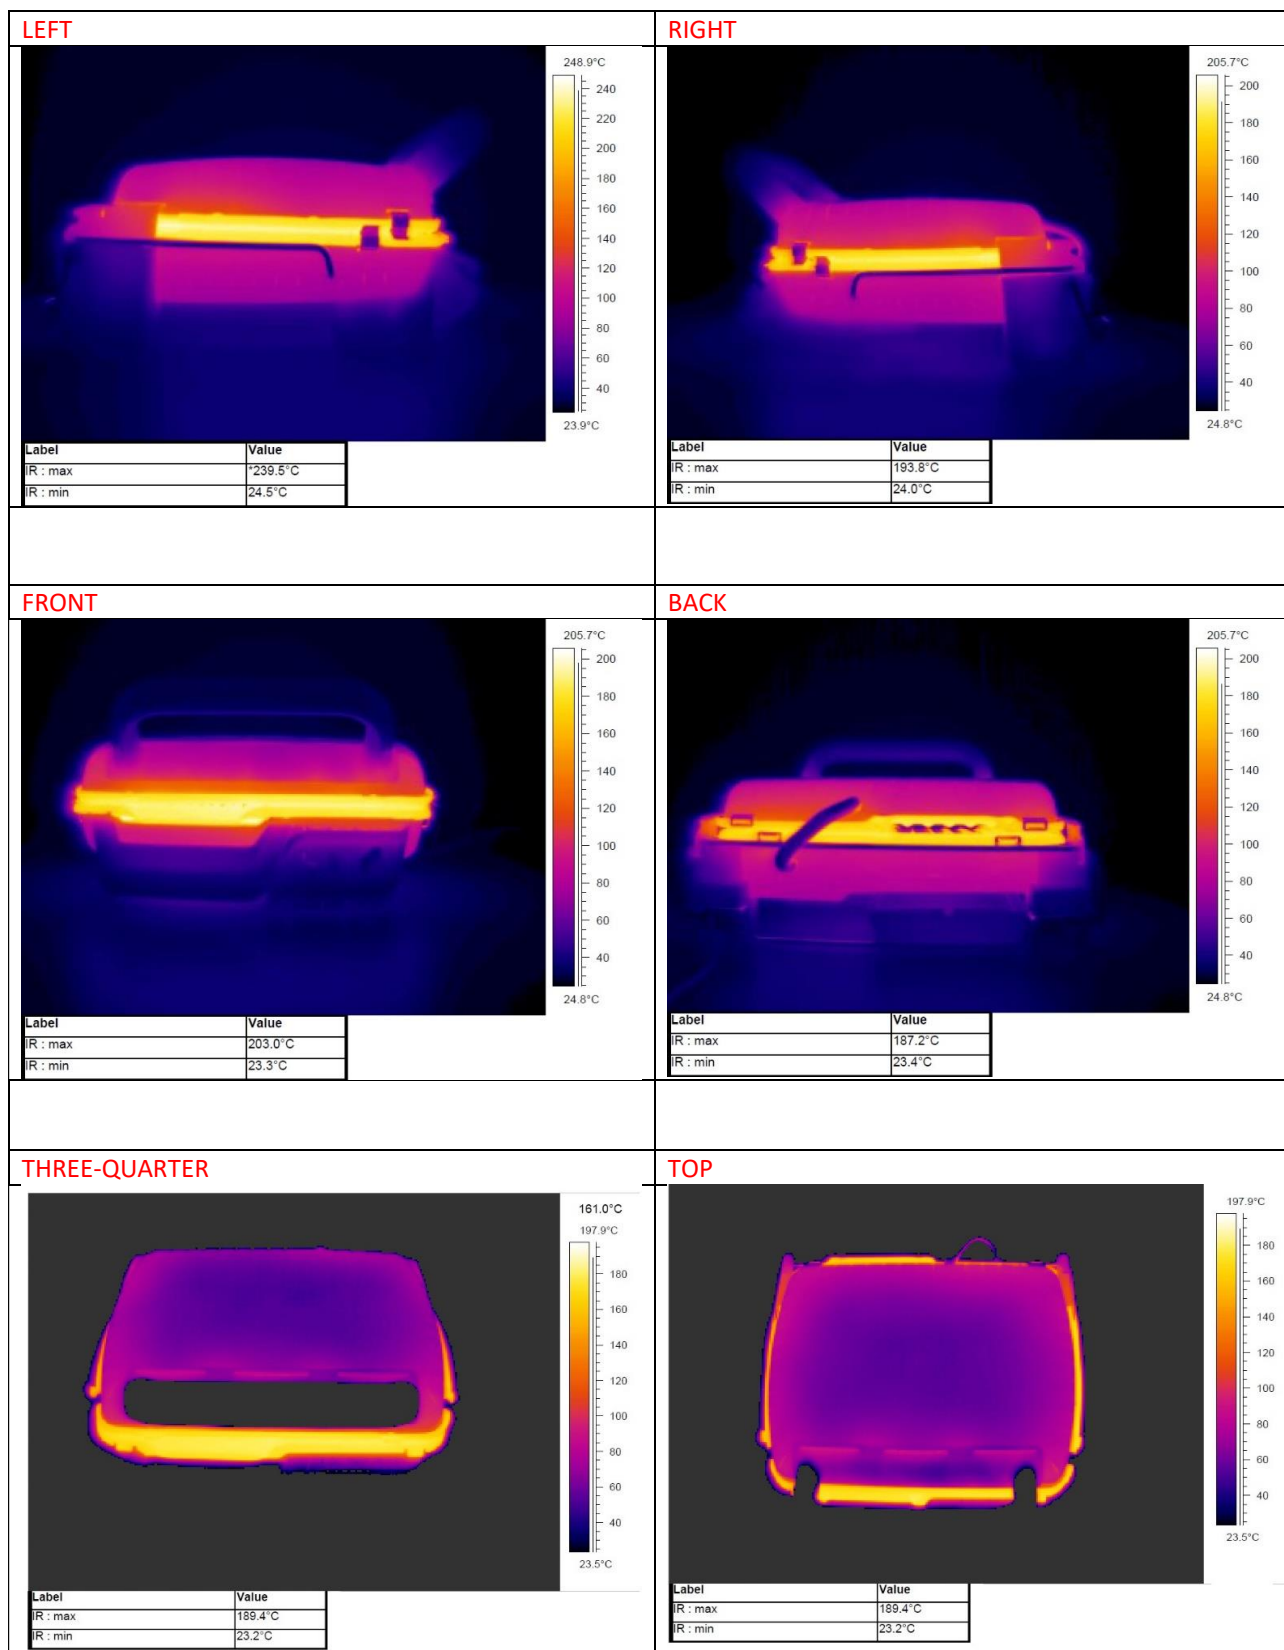 LEFT
248.9°C
240
220
200
180
160
140
120
100
80
60
40
23.9°C
Label Value
IR : max *239.5°C
IR : min 24.5°C
RIGHT
205.7°C
200
180
160
140
120
100
80
60
40
24.8°C
Label Value
IR : max 193.8°C
IR : min 24.0°C
FRONT
205.7°C
200
180
160
140
120
100
80
60
40
24.8°C
Label Value
IR : max 203.0°C
IR : min 23.3°C
BACK
205.7°C
200
180
160
140
120
100
80
60
40
24.8°C
Label Value
IR : max 187.2°C
IR : min 23.4°C
THREE-QUARTER
161.0°C
197.9°C
180
160
140
120
100
80
60
40
23.5°C
Label Value
IR : max 189.4°C
IR : min 23.2°C
TOP
197.9°C
180
160
140
120
100
80
60
40
23.5°C
Label Value
IR : max 189.4°C
IR : min 23.2°C